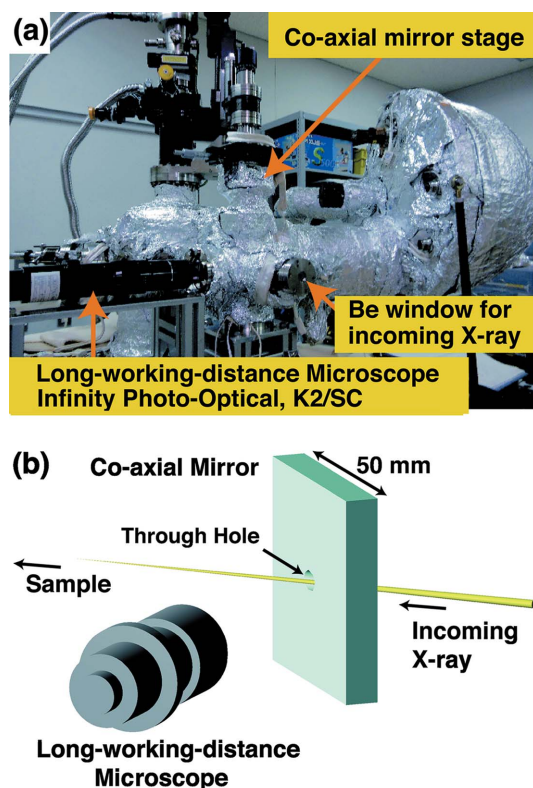 (a)
Co-axial mirror stage
Be window for
incoming X-ray
Long-working-distance Microscope
Infinity Photo-Optical, K2/SC
(b)
Co-axial Mirror
50 mm
Through Hole
Sample
Incoming
X-ray
Long-working-distance
Microscope